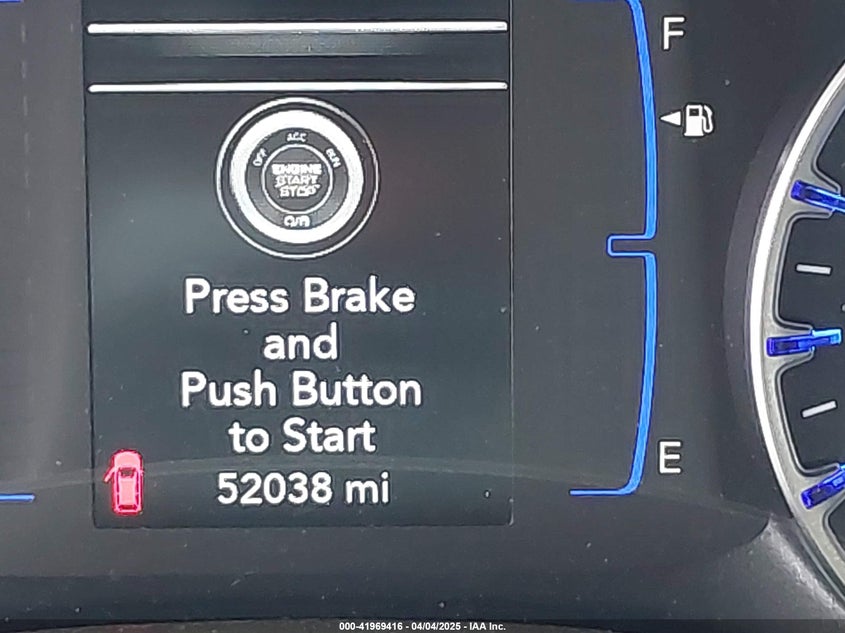 F
ACC
OFF
RUN
ENGINE
START
STOP
Press Brake
and
Push Button
to Start
E
52038 mi
000-41969416 - 04/04/2025 - IAA Inc.